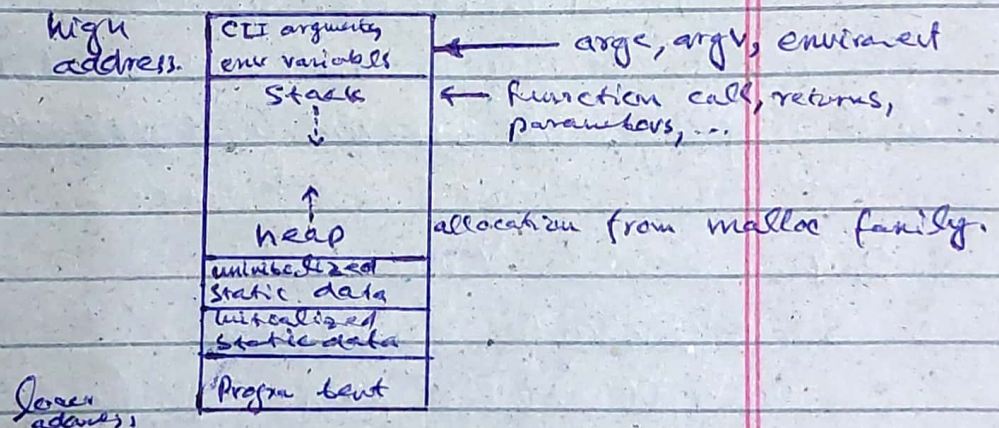 high
address.
CLI arguments,
env variables
argc, argv, enviroment
Stack
function call, returns,
parameters, ...
heap
allocation from malloc family.
uninitialized
static data
initialized
static data
Program text
lower
address,